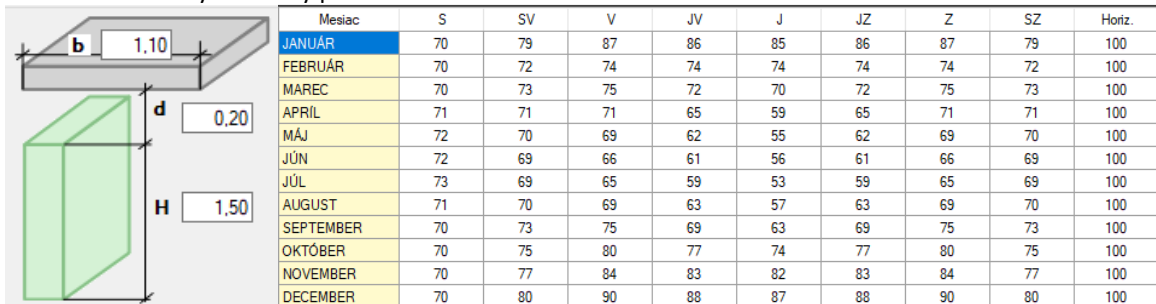 b 1,10
d 0,20
H 1,50
Mesiac S SV V JV J JZ Z SZ Horiz.
JANUÁR 70 79 87 86 85 86 87 79 100
FEBRUÁR 70 72 74 74 74 74 74 72 100
MAREC 70 73 75 72 70 72 75 73 100
APRÍL 71 71 71 65 59 65 71 71 100
MÁJ 72 70 69 62 55 62 69 70 100
JÚN 72 69 66 61 56 61 66 69 100
JÚL 73 69 65 59 53 59 65 69 100
AUGUST 71 70 69 63 57 63 69 70 100
SEPTEMBER 70 73 75 69 63 69 75 73 100
OKTÓBER 70 75 80 77 74 77 80 75 100
NOVEMBER 70 77 84 83 82 83 84 77 100
DECEMBER 70 80 90 88 87 88 90 80 100